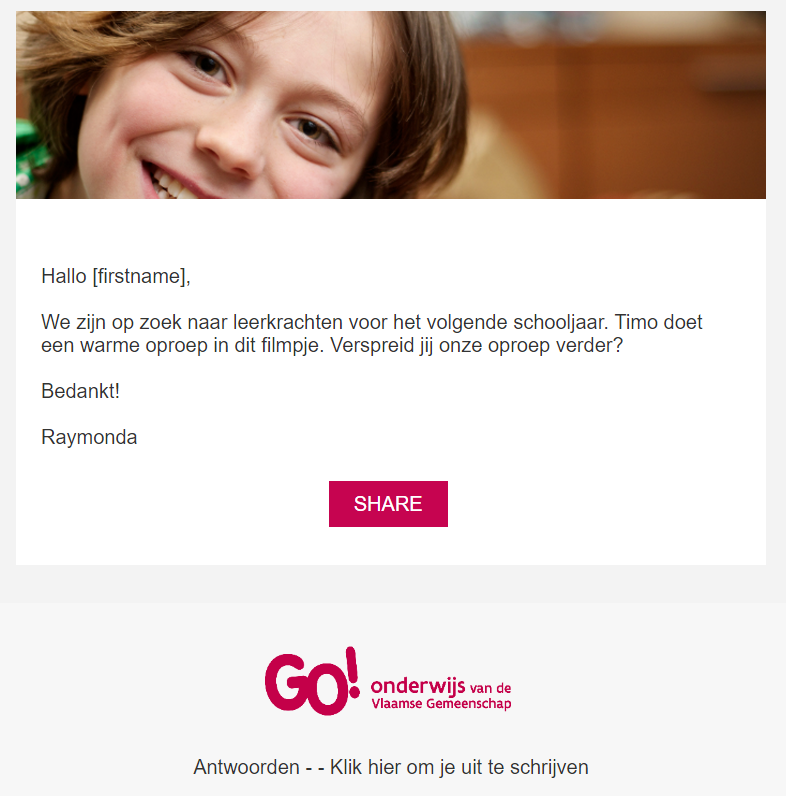 Hallo [firstname],
We zijn op zoek naar leerkrachten voor het volgende schooljaar. Timo doet
een warme oproep in dit filmpje. Verspreid jij onze oproep verder?
Bedankt!
Raymonda
SHARE
GO! onderwijs van de
Vlaamse Gemeenschap
Antwoorden - - Klik hier om je uit te schrijven